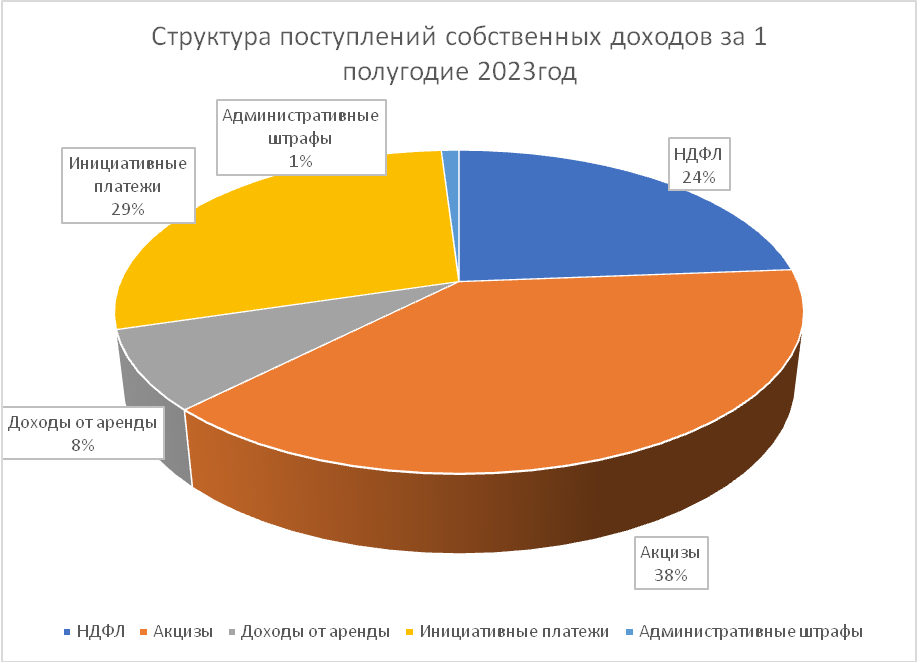 Структура поступлений собственных доходов за 1
полугодие 2023год
Административные
штрафы
1%
НДФЛ
24%
Инициативные
платежи
29%
Доходы от аренды
8%
Акцизы
38%
НДФЛ Акцизы Доходы от аренды Инициативные платежи Административные штрафы